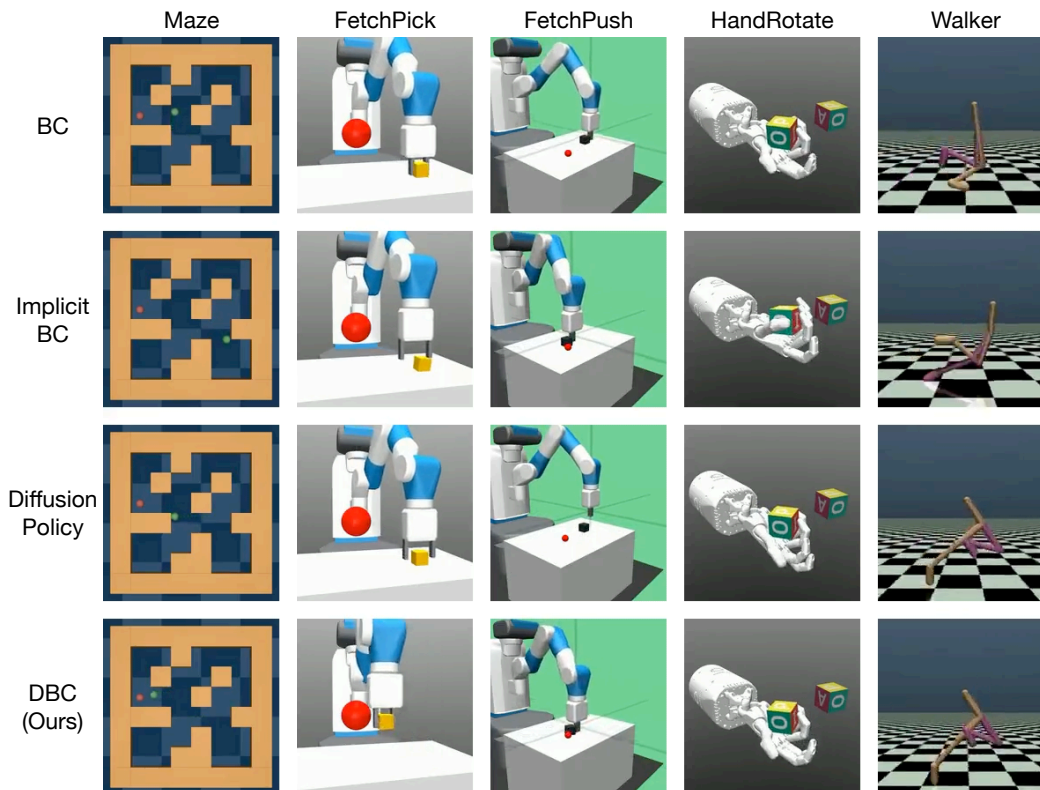 Maze FetchPick FetchPush HandRotate Walker
BC
Implicit
BC
Diffusion
Policy
DBC
(Ours)